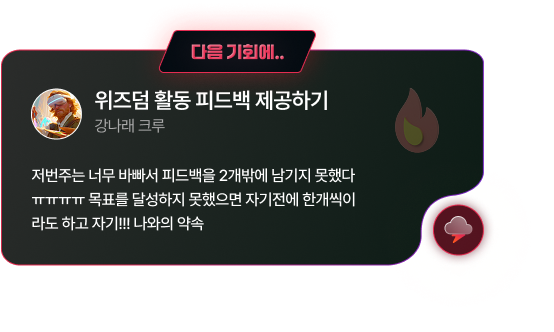 다음 기회에..
위즈덤 활동 피드백 제공하기
강나래 크루
저번주는 너무 바빠서 피드백을 2개밖에 남기지 못했다
ㅠㅠㅠㅠ 목표를 달성하지 못했으면 자기전에 한개씩이
라도 하고 자기!!! 나와의 약속